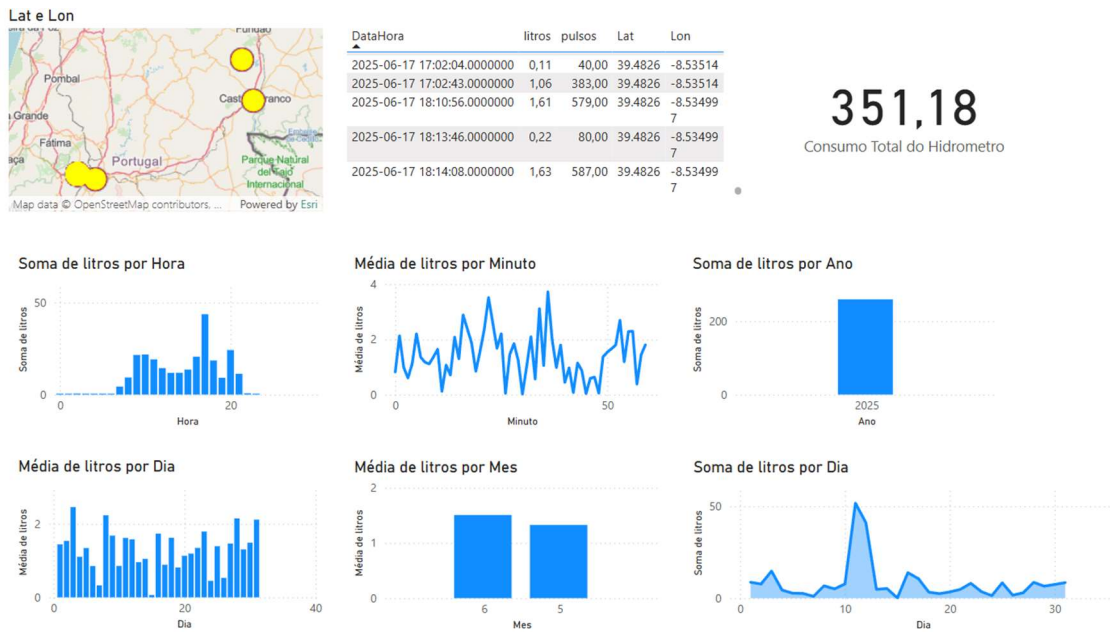 Lat e Lon
Fundão
Pombal
Cast
ranco
a Grande
Fátima
aça
Portugal
Parque Natural
del Tajo
Internacional
Map data © OpenStreetMap contributors, ...
Powered by Esri
DataHora litros pulsos Lat Lon
2025-06-17 17:02:04.0000000 0,11 40,00 39.4826 -8.53514
2025-06-17 17:02:43.0000000 1,06 383,00 39.4826 -8.53514
2025-06-17 18:10:56.0000000 1,61 579,00 39.4826 -8.53499
7
2025-06-17 18:13:46.0000000 0,22 80,00 39.4826 -8.53499
7
2025-06-17 18:14:08.0000000 1,63 587,00 39.4826 -8.53499
7
351,18
Consumo Total do Hidrometro
Soma de litros por Hora
Soma de litros
50
0
0 20
Hora
Média de litros por Minuto
Média de litros
4
2
0
0 50
Minuto
Soma de litros por Ano
Soma de litros
200
0
2025
Ano
Média de litros por Dia
Média de litros
2
0
0 20 40
Dia
Média de litros por Mes
Média de litros
2
1
0
6 5
Mes
Soma de litros por Dia
Soma de litros
50
0
0 10 20 30
Dia